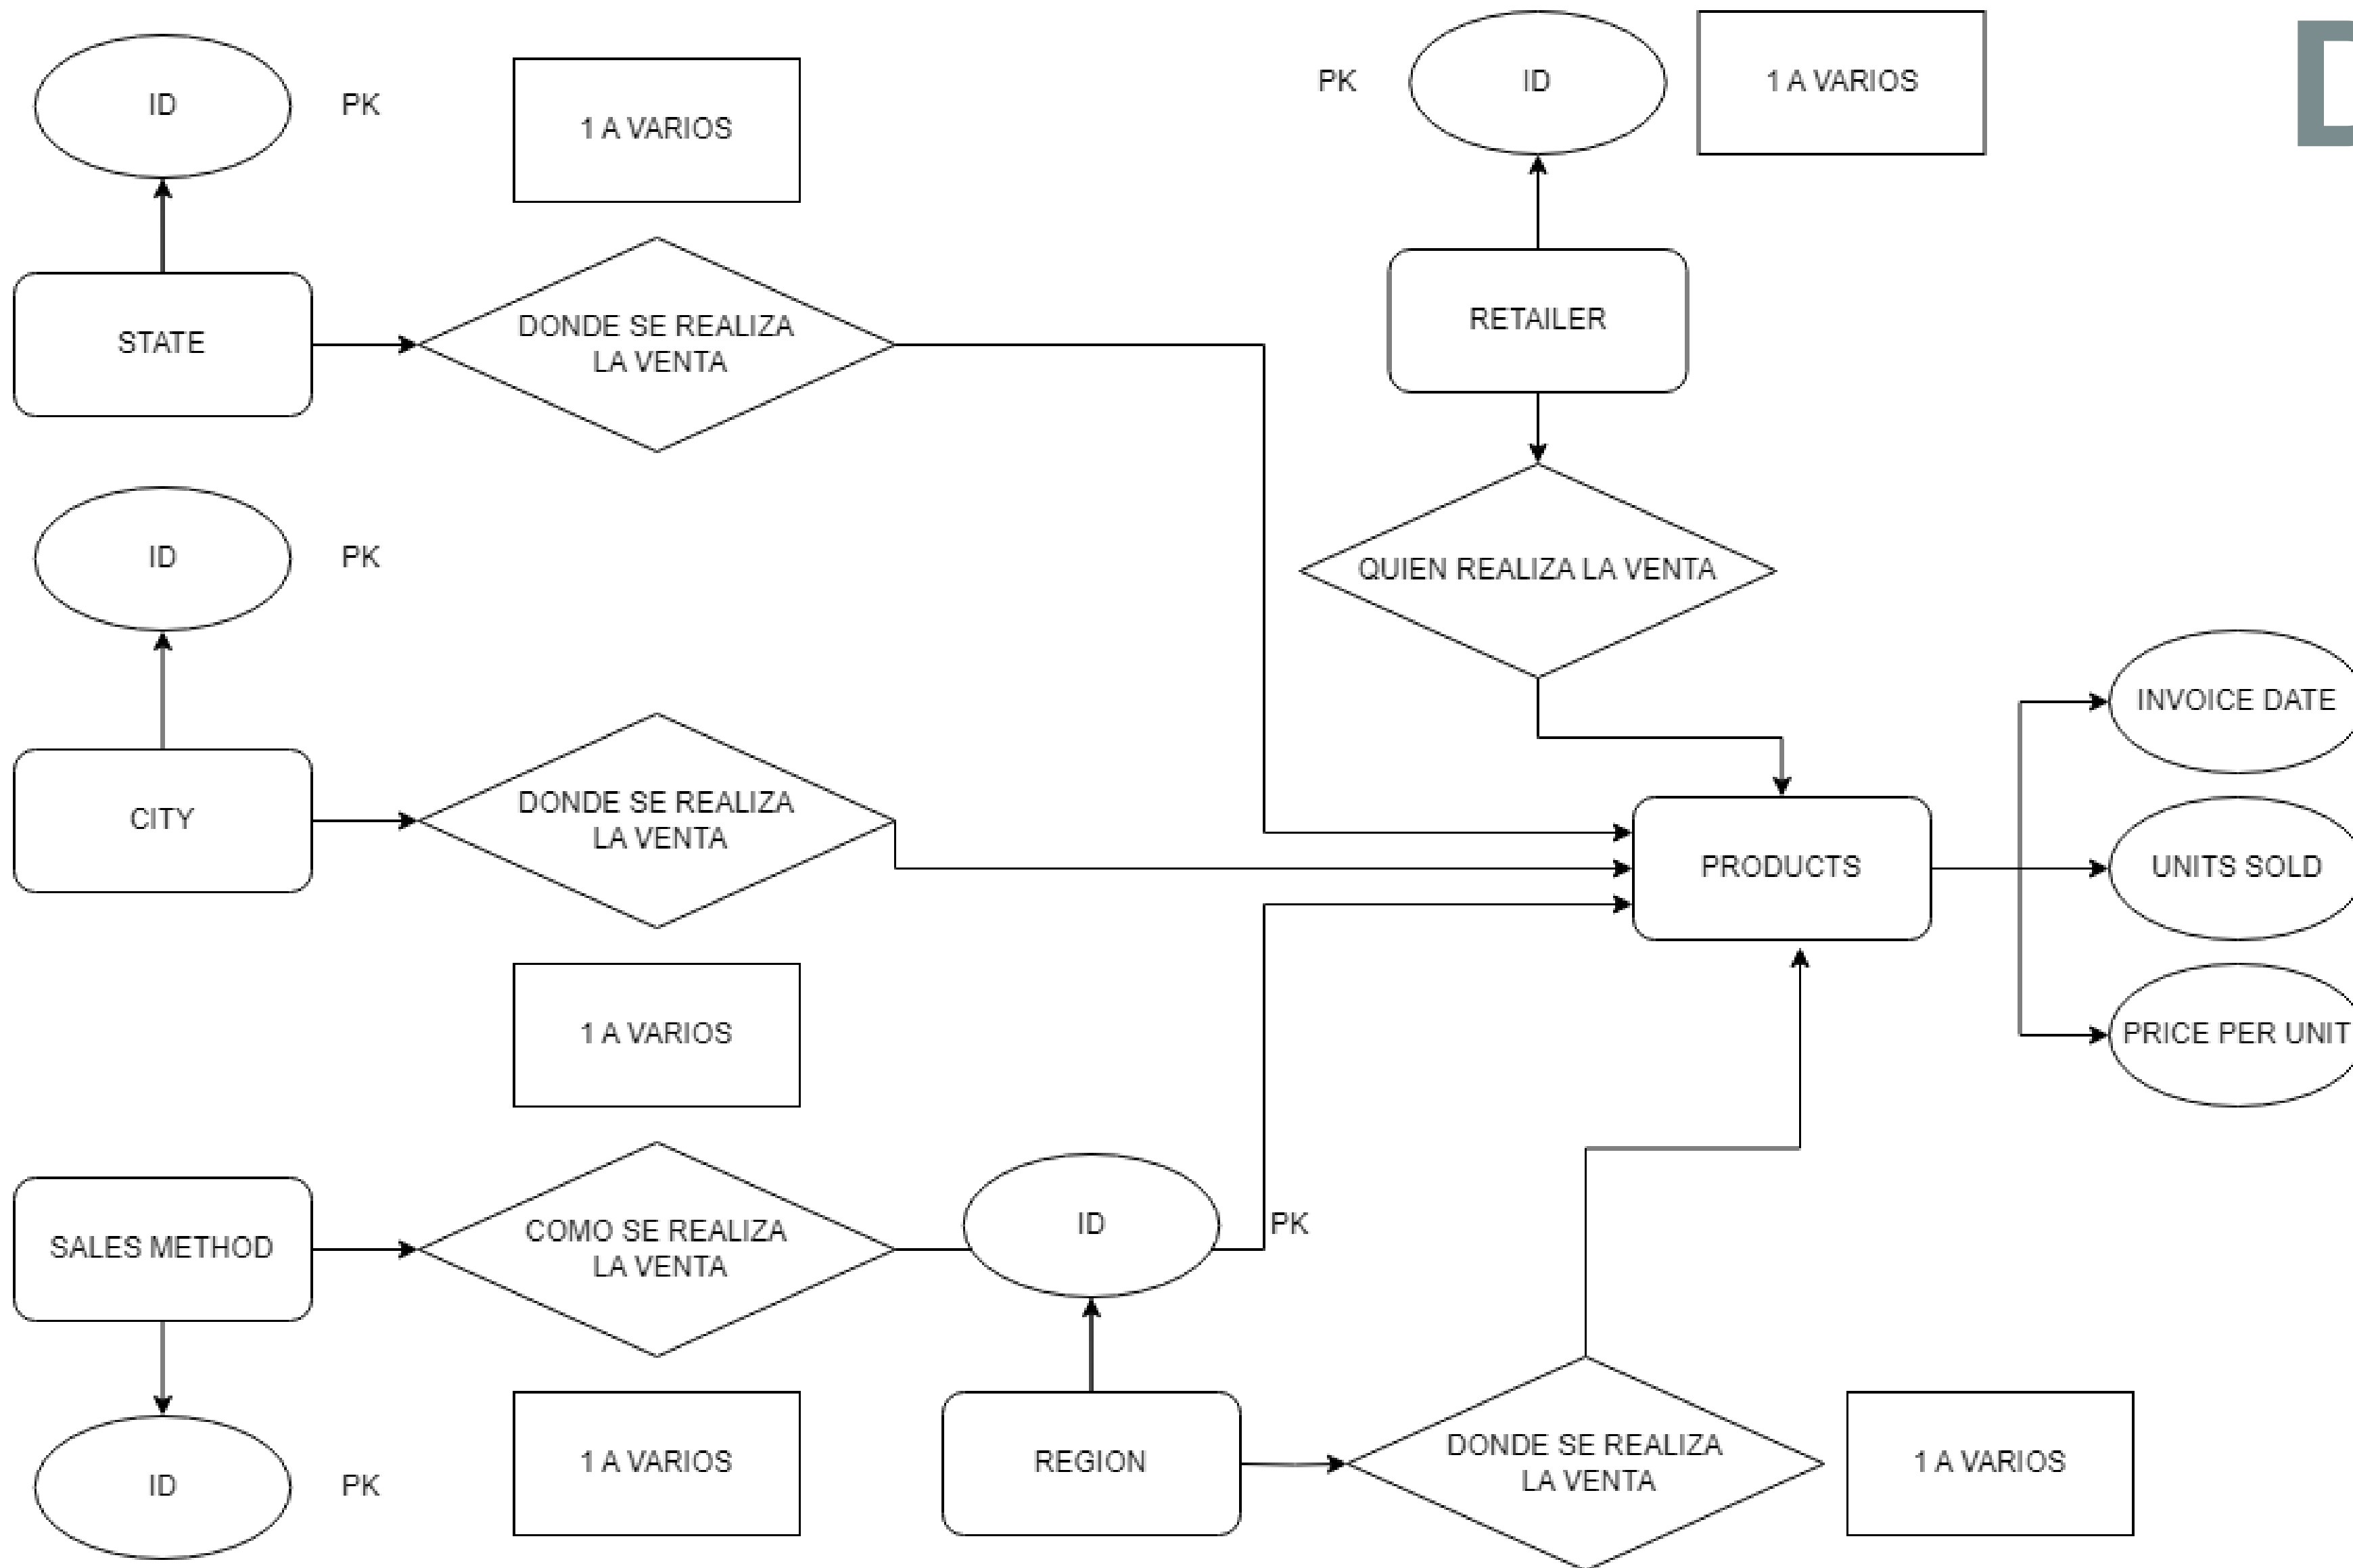 ID
PK
1 A VARIOS
PK
ID
1 A VARIOS
D
STATE
DONDE SE REALIZA
LA VENTA
RETAILER
ID
PK
QUIEN REALIZA LA VENTA
INVOICE DATE
CITY
DONDE SE REALIZA
LA VENTA
PRODUCTS
UNITS SOLD
1 A VARIOS
PRICE PER UNIT
SALES METHOD
COMO SE REALIZA
LA VENTA
ID
PK
ID
PK
1 A VARIOS
REGION
DONDE SE REALIZA
LA VENTA
1 A VARIOS